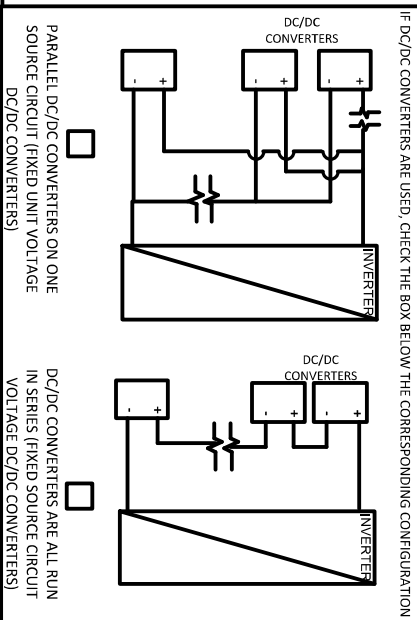 IF DC/DC CONVERTERS ARE USED, CHECK THE BOX BELOW THE CORRESPONDING CONFIGURATION
DC/DC
CONVERTERS
- +
- +
- +
INVERTER
PARALLEL DC/DC CONVERTERS ON ONE
SOURCE CIRCUIT (FIXED UNIT VOLTAGE
DC/DC CONVERTERS)
DC/DC
CONVERTERS
- +
- +
- +
INVERTER
DC/DC CONVERTERS ARE ALL RUN
IN SERIES (FIXED SOURCE CIRCUIT
VOLTAGE DC/DC CONVERTERS)